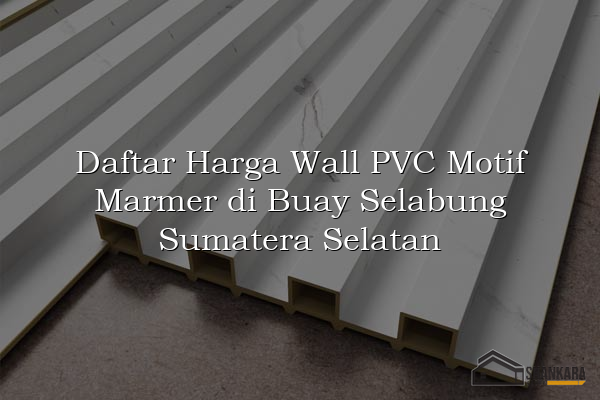 Daftar Harga Wall PVC Motif
Marmer di Buay Selabung
Sumatera Selatan